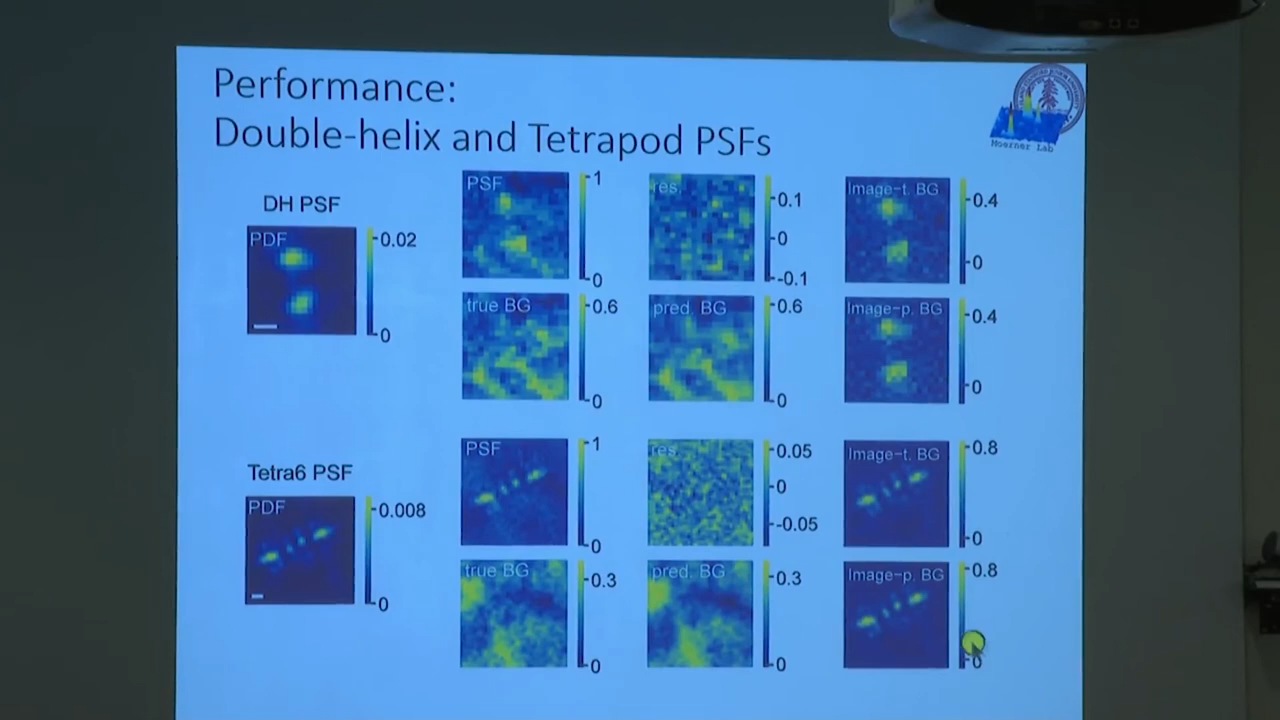 Performance:
Double-helix and Tetrapod PSFs
Moerner Lab
DH PSF
PDF
0.02
0
PSF
1
0
res.
0.1
0
-0.1
Image-t. BG
0.4
0
true BG
0.6
0
pred. BG
0.6
0
Image-p. BG
0.4
0
Tetra6 PSF
PDF
0.008
0
PSF
1
0
res.
0.05
0
-0.05
Image-t. BG
0.8
0
true BG
0.3
0
pred. BG
0.3
0
Image-p. BG
0.8
0